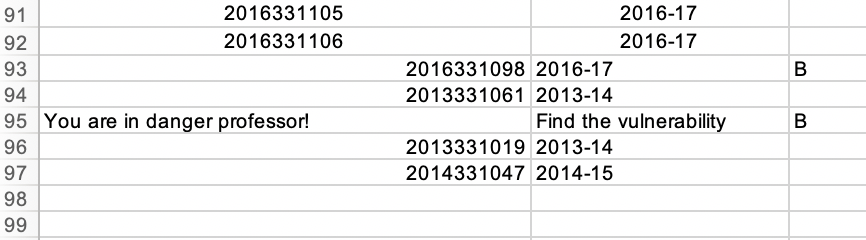 91 2016331105 2016-17
92 2016331106 2016-17
93 2016331098 2016-17 B
94 2013331061 2013-14
95 You are in danger professor! Find the vulnerability B
96 2013331019 2013-14
97 2014331047 2014-15
98
99